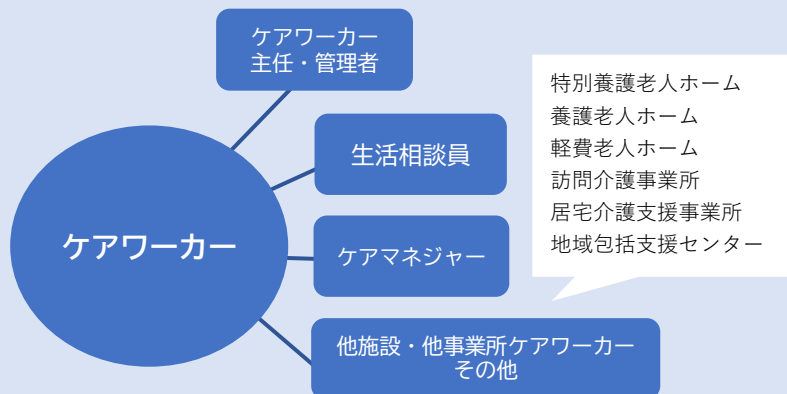 ケアワーカー
主任・管理者
生活相談員
ケアワーカー
ケアマネジャー
他施設・他事業所ケアワーカー
その他
特別養護老人ホーム
養護老人ホーム
軽費老人ホーム
訪問介護事業所
居宅介護支援事業所
地域包括支援センター